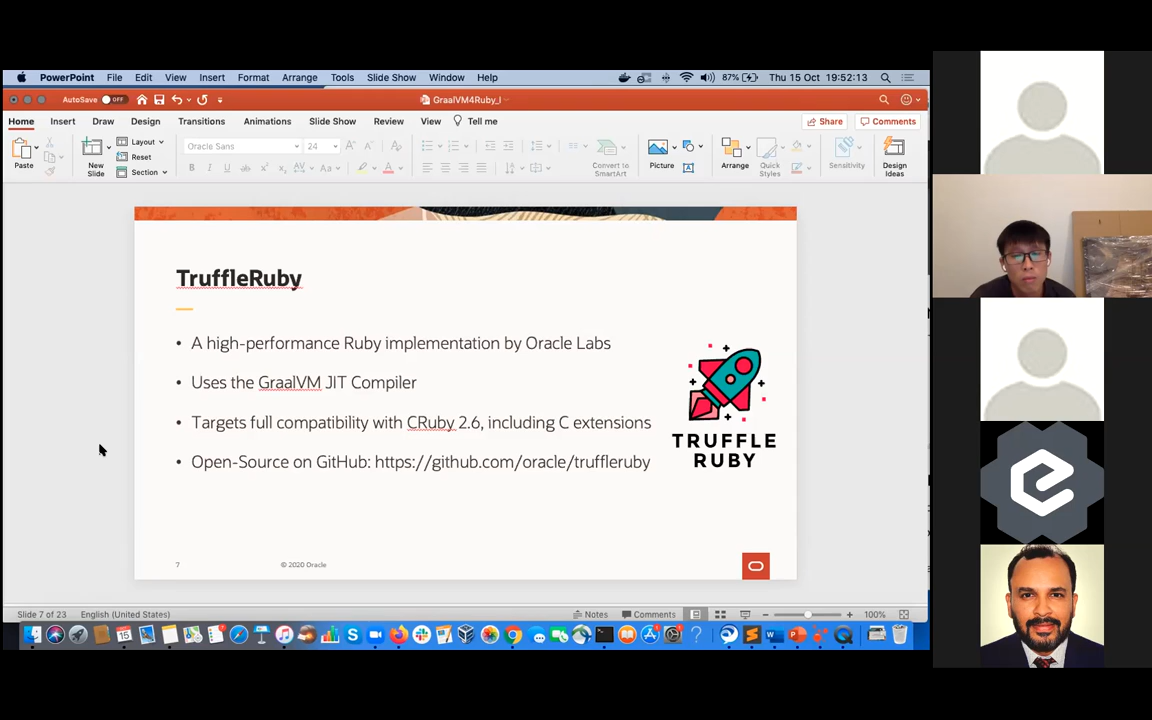 PowerPoint File Edit View Insert Format Arrange Tools Slide Show Window Help 87% Thu 15 Oct 19:52:13
AutoSave OFF GraalVM4Ruby_I
Home Insert Draw Design Transitions Animations Slide Show Review View Tell me Share Comments
Paste
New Slide
Layout
Reset
Section
Oracle Sans 24
Convert to SmartArt
Picture
Arrange
Quick Styles
Sensitivity
Design Ideas
TruffleRuby
• A high-performance Ruby implementation by Oracle Labs
• Uses the GraalVM JIT Compiler
• Targets full compatibility with CRuby 2.6, including C extensions
• Open-Source on GitHub: https://github.com/oracle/truffleruby
TRUFFLE
RUBY
7 © 2020 Oracle
Slide 7 of 23 English (United States) Notes Comments 100%